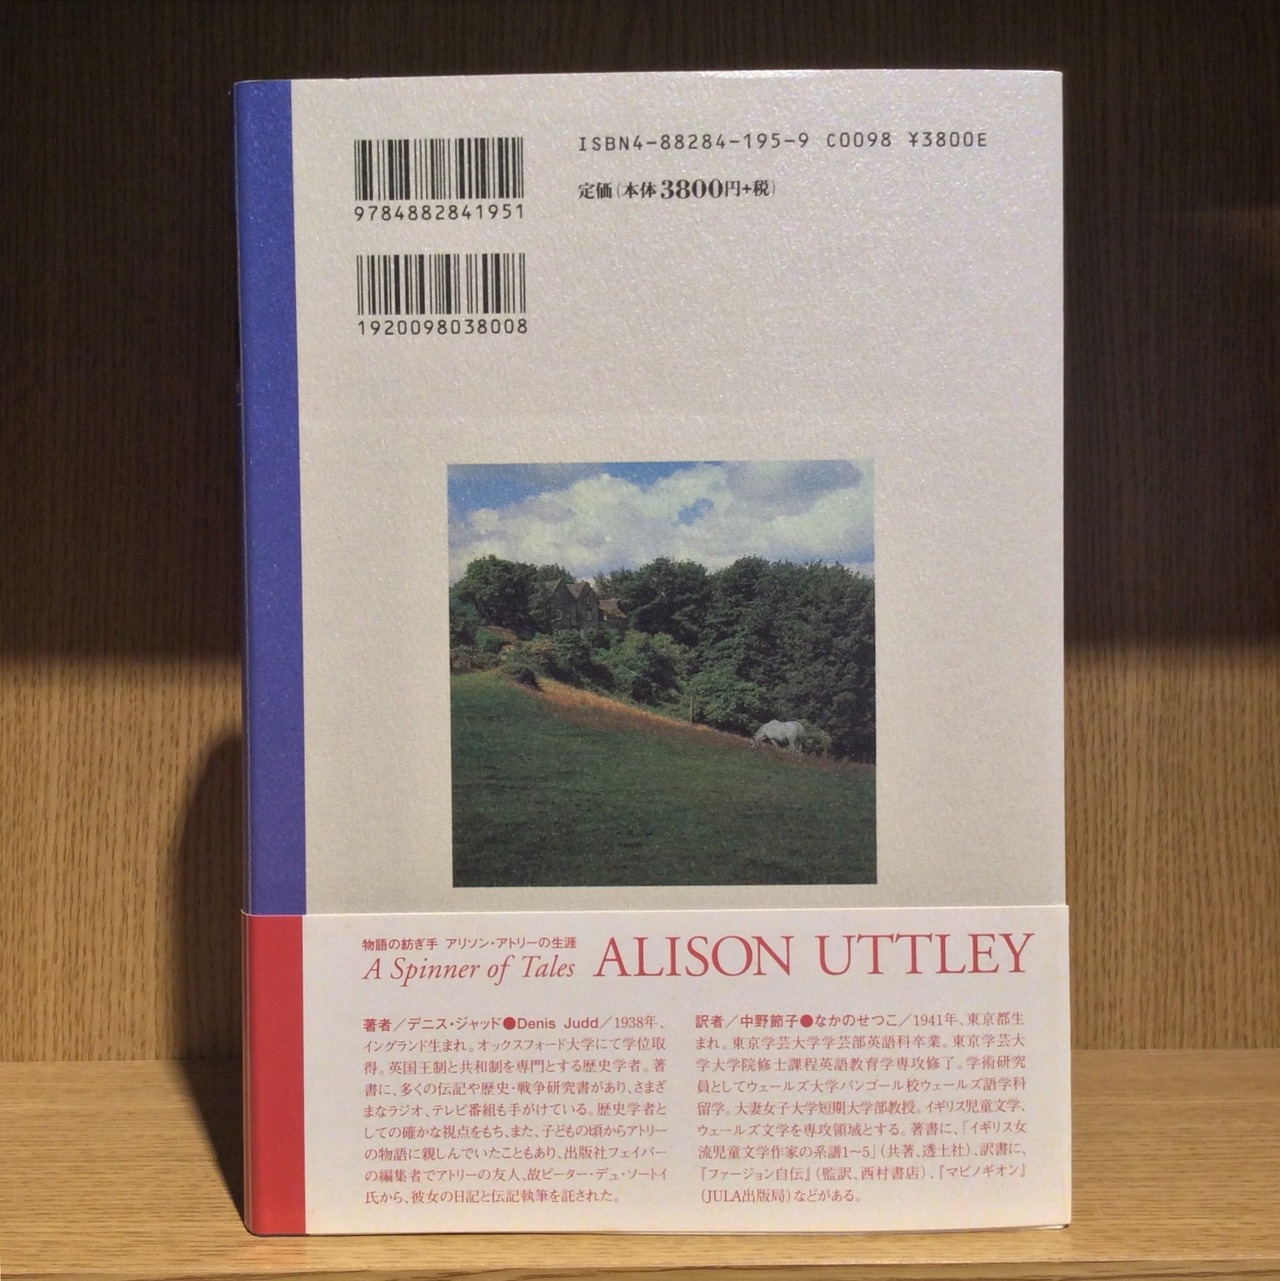 ISBN4-88284-195-9 C0098 ¥3800E
定価(本体3800円+税)
9784882841951
1920098038008
物語の紡ぎ手 アリソン・アトリーの生涯
A Spinner of Tales ALISON UTTLEY
著者／デニス・ジャッド●Denis Judd／1938年、
イングランド生まれ。オックスフォード大学にて学位取
得。英国王制と共和制を専門とする歴史学者。著
書に、多くの伝記や歴史・戦争研究書があり、さまざ
まなラジオ、テレビ番組も手がけている。歴史学者と
しての確かな視点をもち、また、子どもの頃からアトリー
の物語に親しんでいたこともあり、出版社フェイバー
の編集者でアトリーの友人、故ピーター・デュ・ソートイ
氏から、彼女の日記と伝記執筆を託された。
訳者／中野節子●なかのせつこ／1941年、東京都生
まれ。東京学芸大学学芸部英語科卒業。東京学芸大
学大学院修士課程英語教育学専攻修了。学術研究
員としてウェールズ大学バンゴール校ウェールズ語学科
留学。大妻女子大学短期大学部教授。イギリス児童文学、
ウェールズ文学を専攻領域とする。著書に、「イギリス女
流児童文学作家の系譜1〜5」(共著、透土社)、訳書に、
『ファージョン自伝』(監訳、西村書店)、『マビノギオン』
(JULA出版局)などがある。